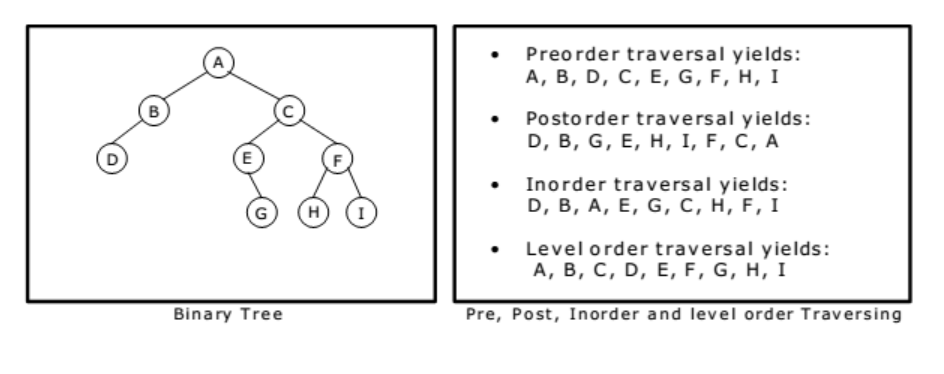 A
B
C
D
E
F
G
H
I
Binary Tree
• Preorder traversal yields:
A, B, D, C, E, G, F, H, I
• Postorder traversal yields:
D, B, G, E, H, I, F, C, A
• Inorder traversal yields:
D, B, A, E, G, C, H, F, I
• Level order traversal yields:
A, B, C, D, E, F, G, H, I
Pre, Post, Inorder and level order Traversing